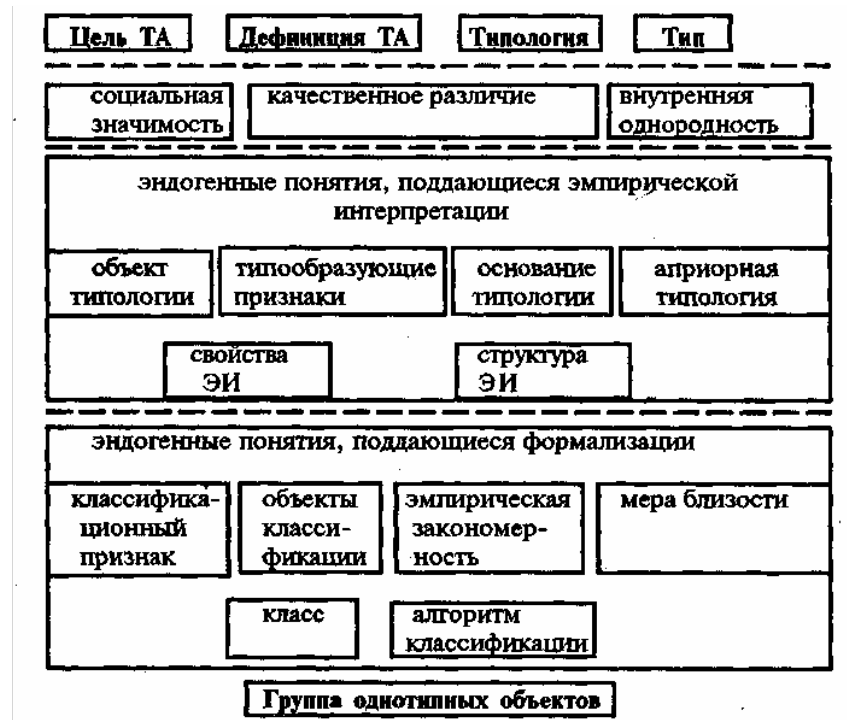 Цель ТА
Дефиниция ТА
Типология
Тип
социальная
значимость
качественное различие
внутренняя
однородность
эндогенные понятия, поддающиеся эмпирической
интерпретации
объект
типологии
типообразующие
признаки
основание
типологии
априорная
типология
свойства
ЭИ
структура
ЭИ
эндогенные понятия, поддающиеся формализации
классифика-
ционный
признак
объекты
класси-
фикации
эмпирическая
закономер-
ность
мера близости
класс
алгоритм
классификации
Группа однотипных объектов